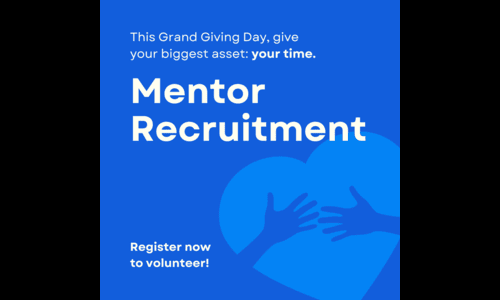 This Grand Giving Day, give
your biggest asset: your time.
Mentor
Recruitment
Register now
to volunteer!